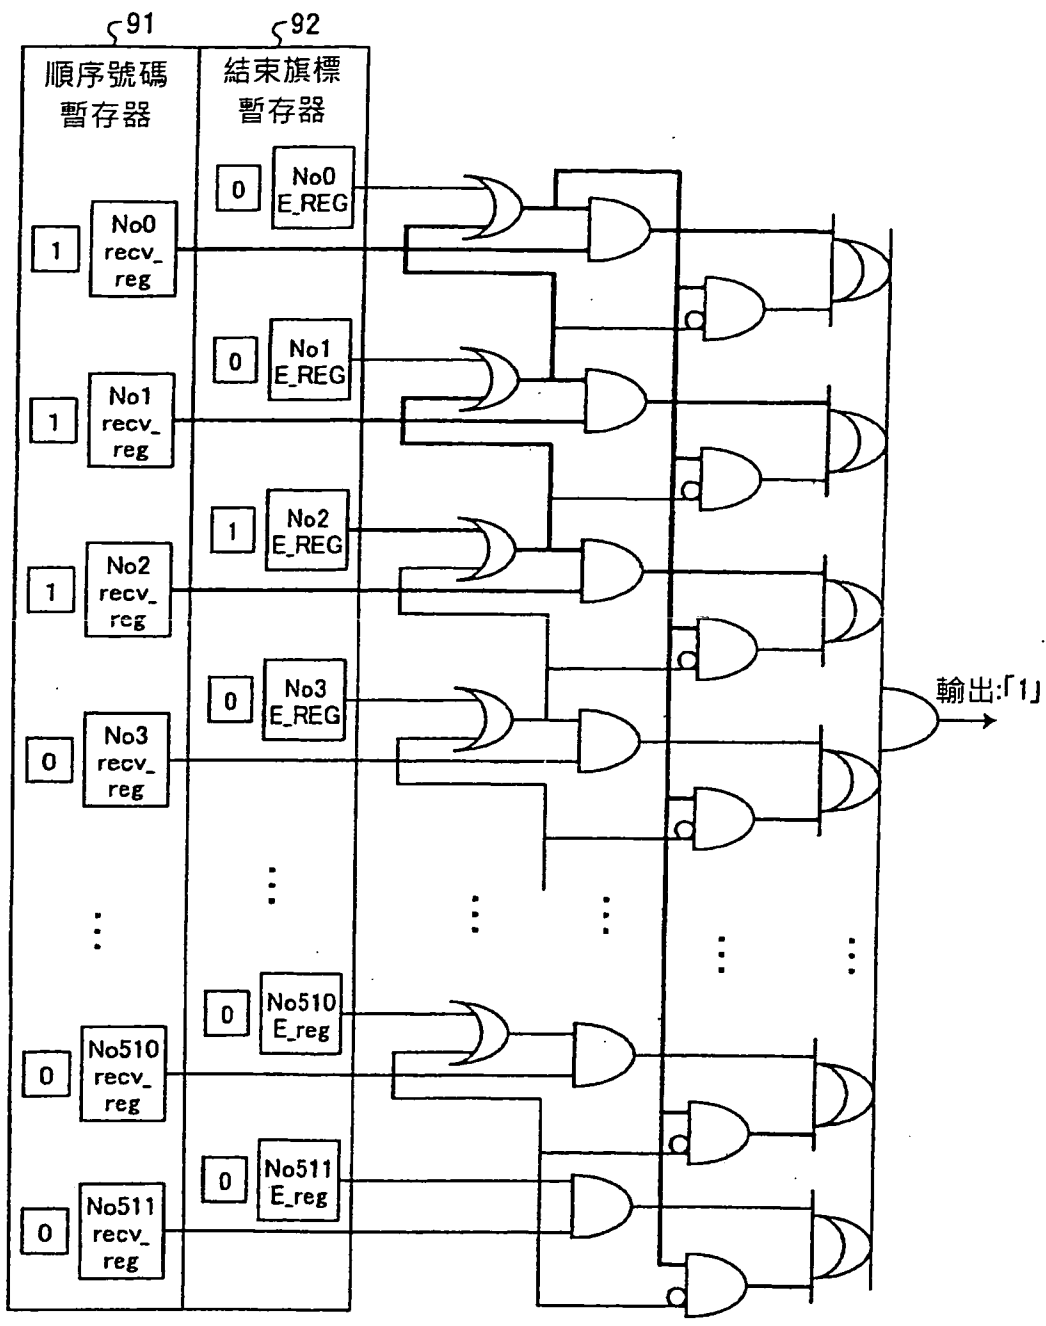 91
92
順序號碼
暫存器
結束旗標
暫存器
0
No0
E_REG
1
No0
recv_
reg
0
No1
E_REG
1
No1
recv_
reg
1
No2
E_REG
1
No2
recv_
reg
0
No3
E_REG
0
No3
recv_
reg
輸出:「1」
0
No510
E_reg
0
No510
recv_
reg
0
No511
E_reg
0
No511
recv_
reg